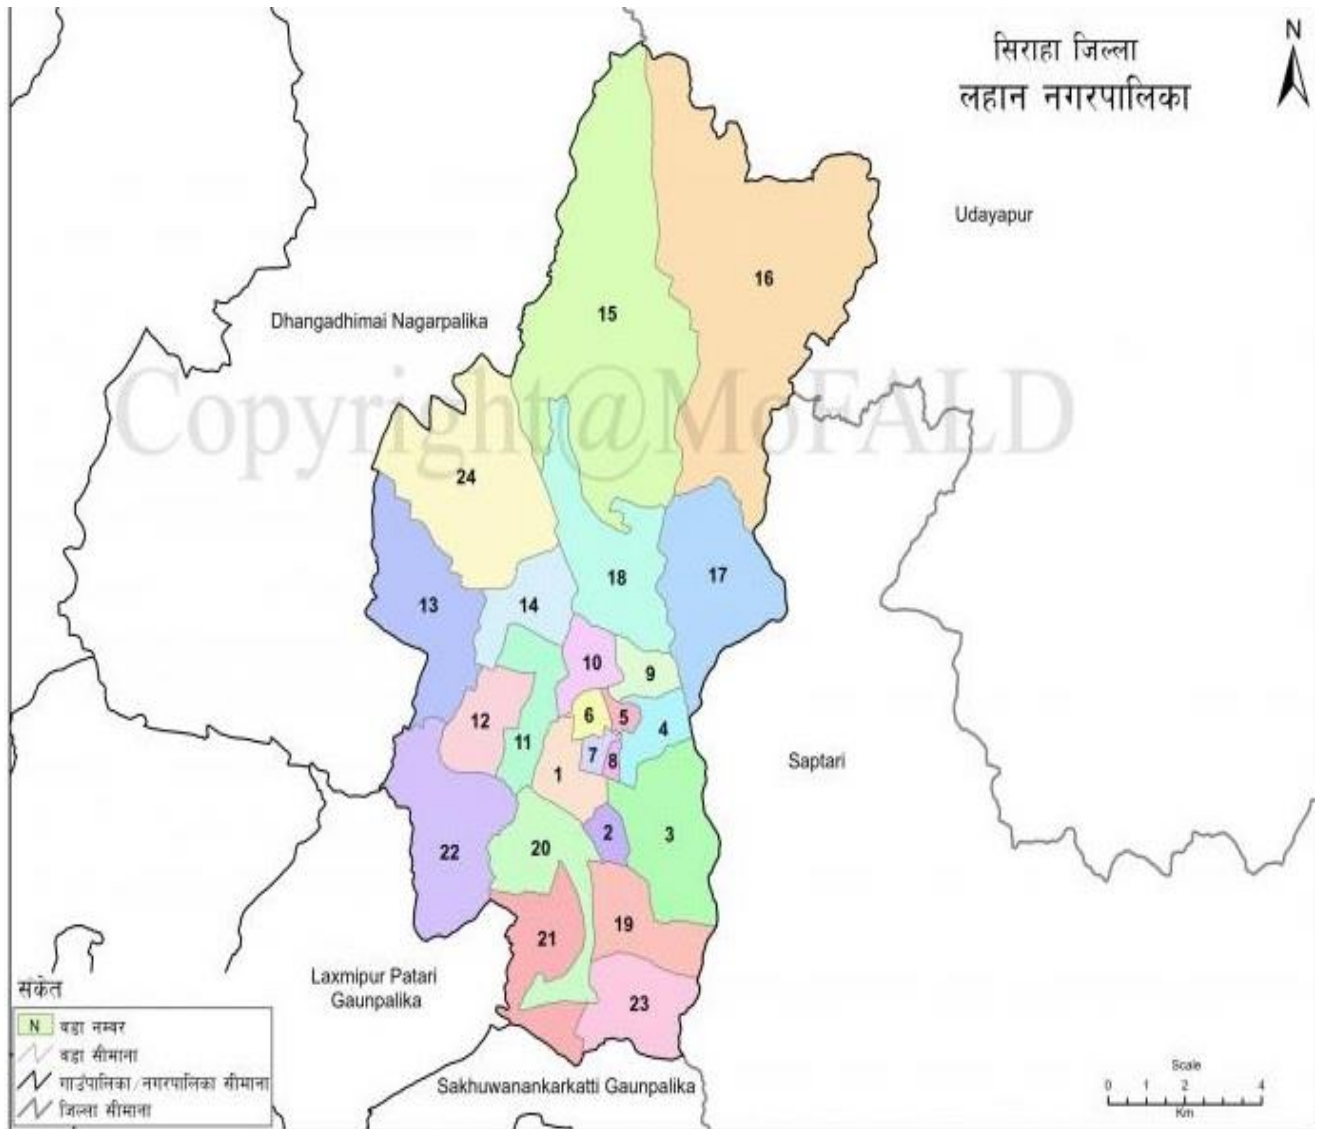 सिराहा जिल्ला
लहान नगरपालिका
N
Udayapur
16
15
Dhangadhimai Nagarpalika
Copyright@MoFALD
24
17
18
13
14
10
9
6
5
12
4
11
7
8
1
Saptari
2
3
20
22
19
21
Laxmipur Patari
Gaunpalika
23
संकेत
N वडा नम्बर
वडा सीमाना
गाउँपालिका/नगरपालिका सीमाना
जिल्ला सीमाना
Sakhuwanankarkatti Gaunpalika
Scale
0 1 2 4
Km